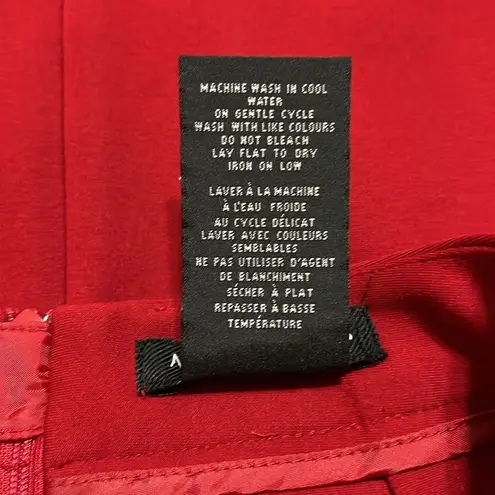 MACHINE WASH IN COOL
WATER
ON GENTLE CYCLE
WASH WITH LIKE COLOURS
DO NOT BLEACH
LAY FLAT TO DRY
IRON ON LOW
LAVER À LA MACHINE
À L'EAU FROIDE
AU CYCLE DÉLICAT
LAVER AVEC COULEURS
SEMBLABLES
NE PAS UTILISER D'AGENT
DE BLANCHIMENT
SÉCHER À PLAT
REPASSER À BASSE
TEMPÉRATURE